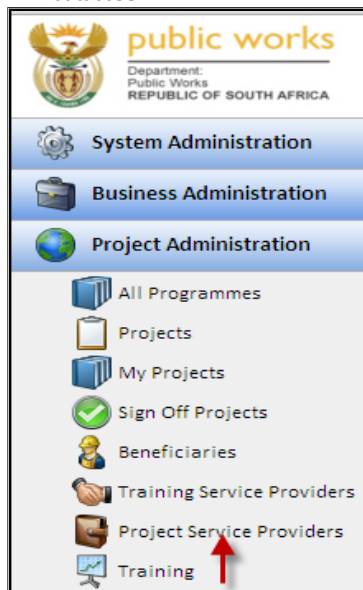 public works
Department:
Public Works
REPUBLIC OF SOUTH AFRICA
System Administration
Business Administration
Project Administration
All Programmes
Projects
My Projects
Sign Off Projects
Beneficiaries
Training Service Providers
Project Service Providers
Training